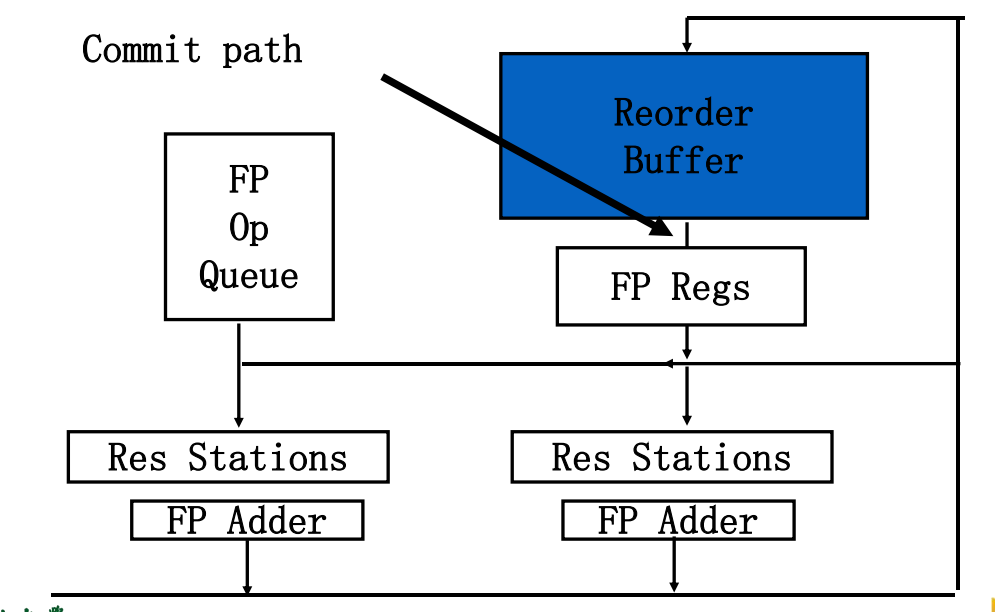 Commit path
Reorder
Buffer
FP
Op
Queue
FP Regs
Res Stations
Res Stations
FP Adder
FP Adder